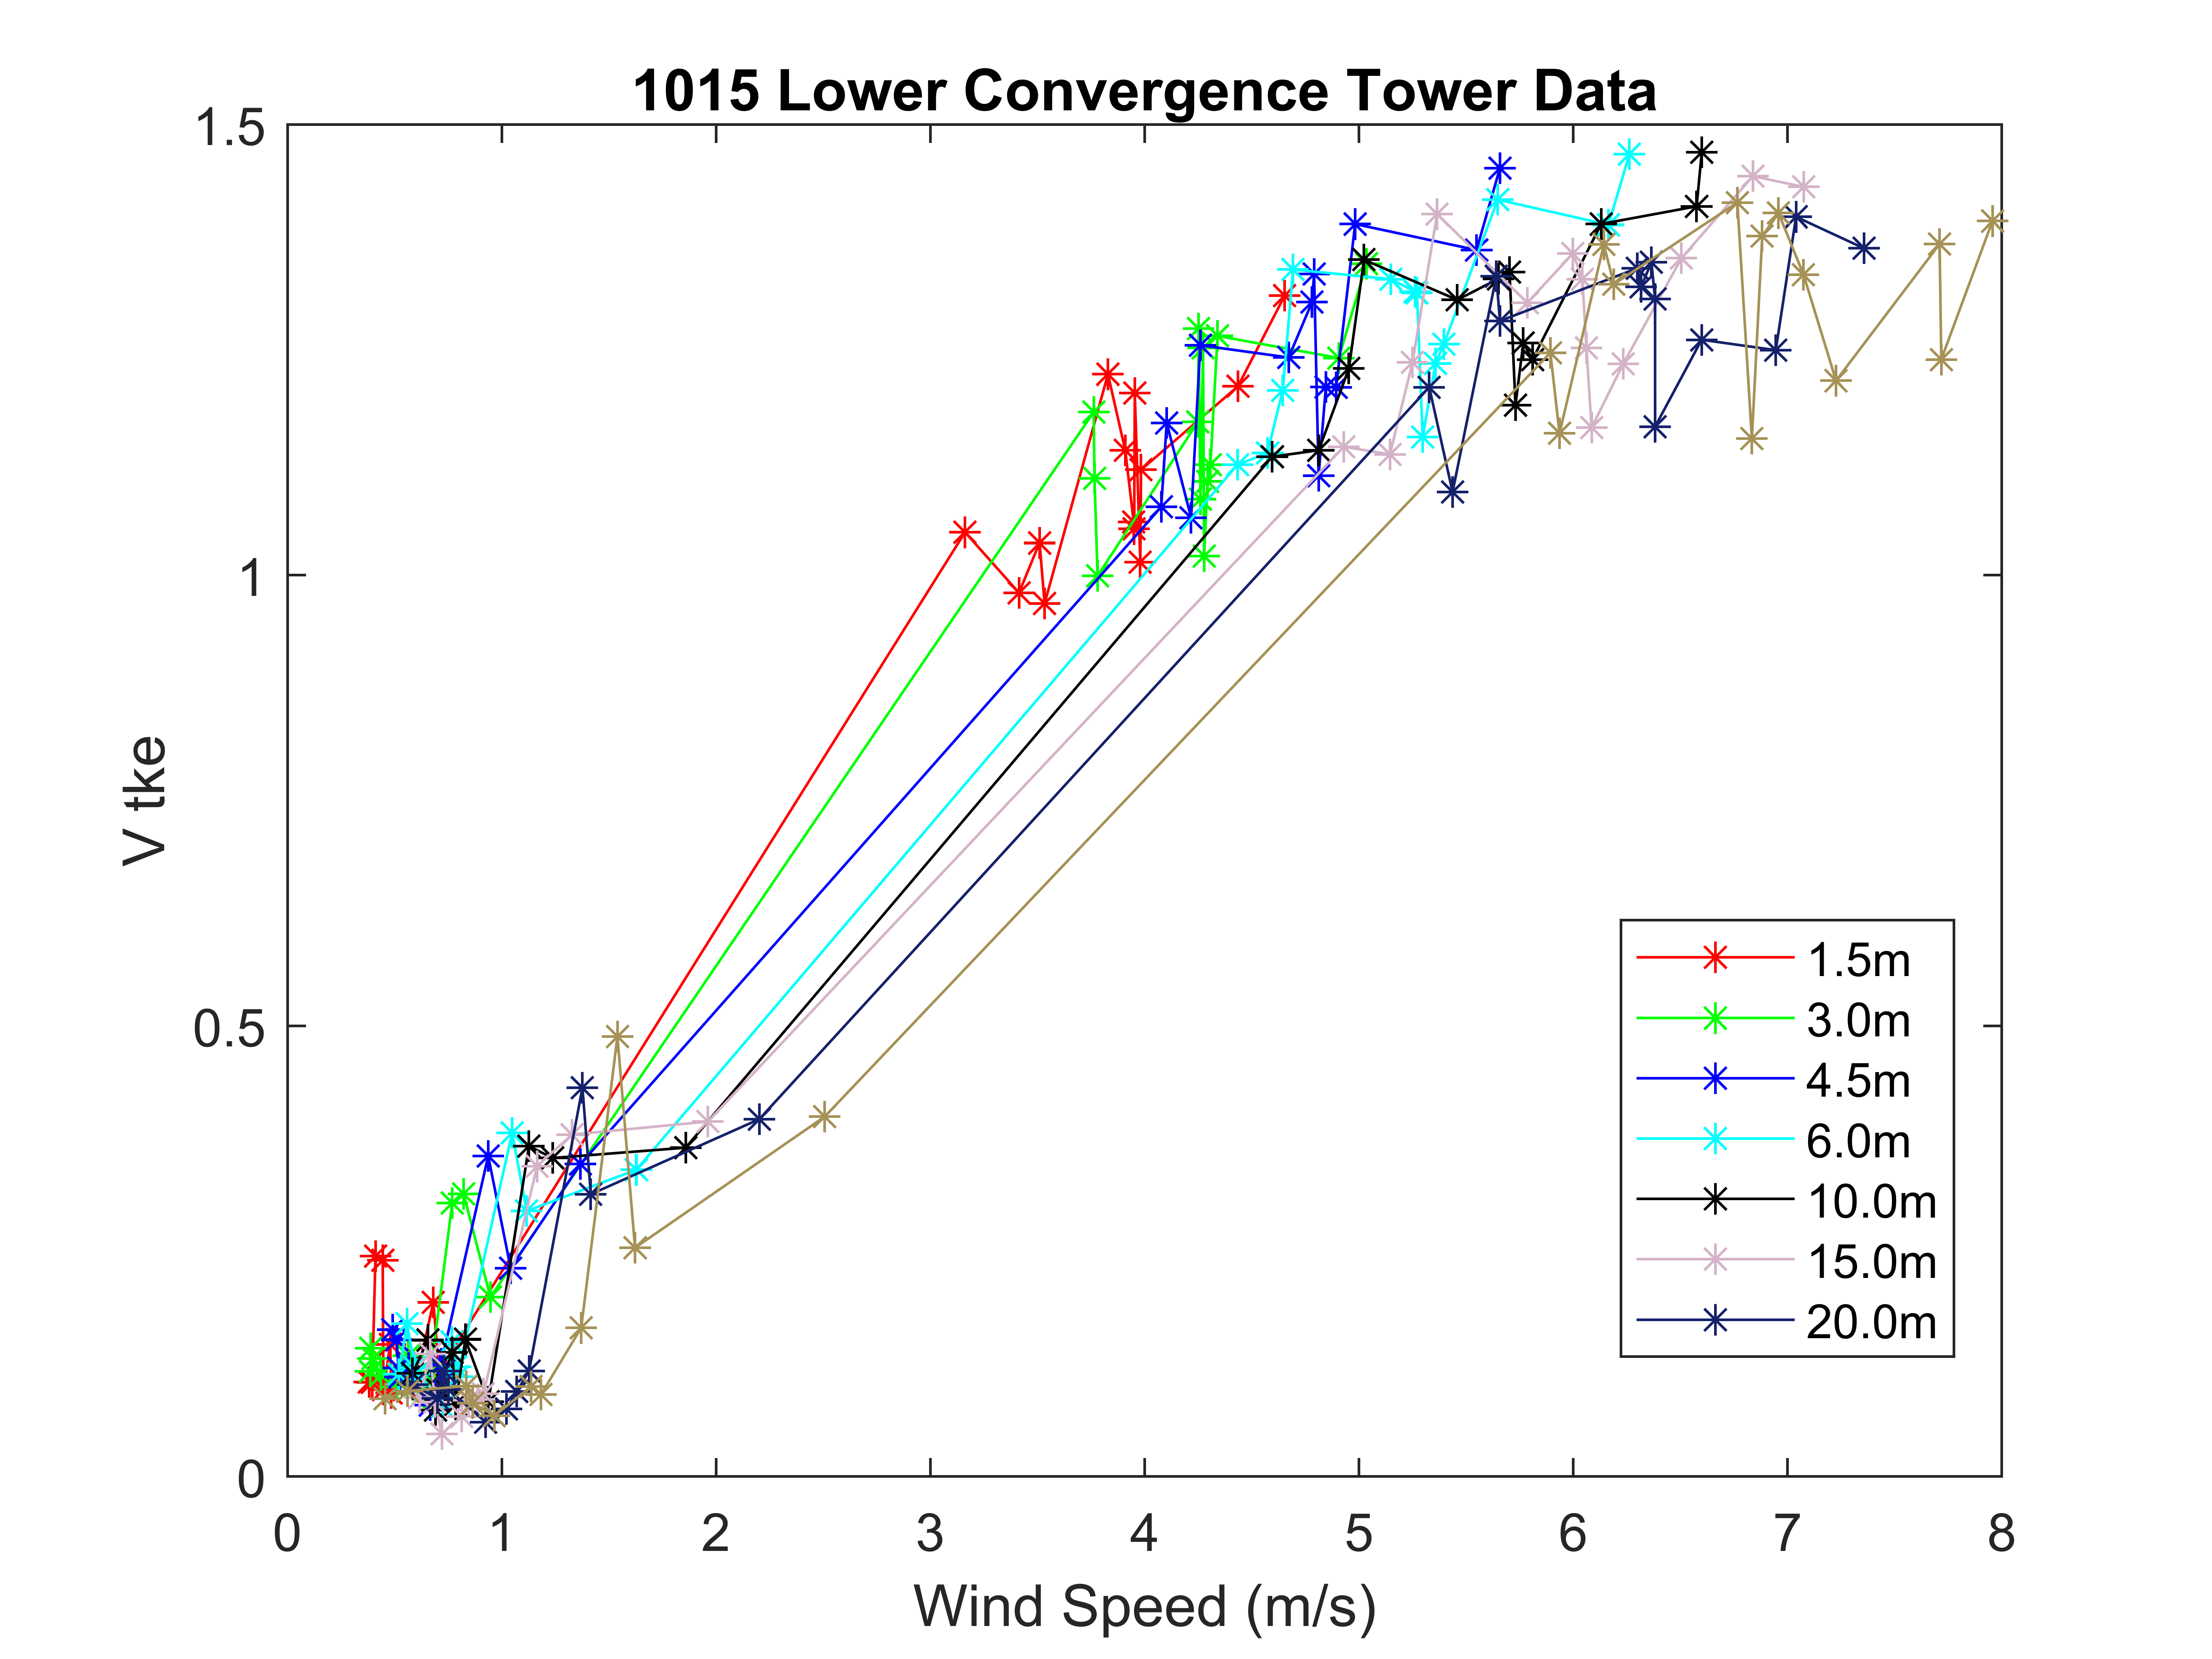 1015 Lower Convergence Tower Data
1.5
1
0.5
0
V tke
0 1 2 3 4 5 6 7 8
Wind Speed (m/s)
1.5m
3.0m
4.5m
6.0m
10.0m
15.0m
20.0m